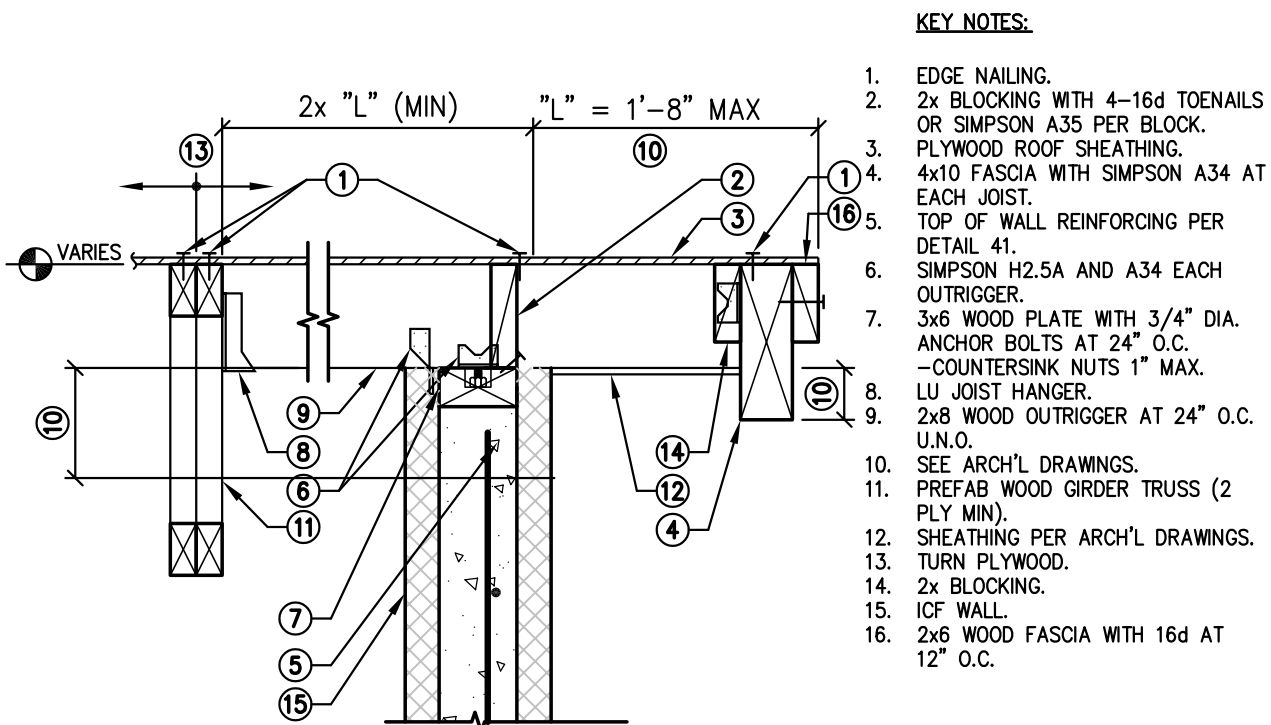 KEY NOTES:
1. EDGE NAILING.
2. 2x BLOCKING WITH 4-16d TOENAILS
OR SIMPSON A35 PER BLOCK.
3. PLYWOOD ROOF SHEATHING.
4. 4x10 FASCIA WITH SIMPSON A34 AT
EACH JOIST.
5. TOP OF WALL REINFORCING PER
DETAIL 41.
6. SIMPSON H2.5A AND A34 EACH
OUTRIGGER.
7. 3x6 WOOD PLATE WITH 3/4" DIA.
ANCHOR BOLTS AT 24" O.C.
-COUNTERSINK NUTS 1" MAX.
8. LU JOIST HANGER.
9. 2x8 WOOD OUTRIGGER AT 24" O.C.
U.N.O.
10. SEE ARCH'L DRAWINGS.
11. PREFAB WOOD GIRDER TRUSS (2
PLY MIN).
12. SHEATHING PER ARCH'L DRAWINGS.
13. TURN PLYWOOD.
14. 2x BLOCKING.
15. ICF WALL.
16. 2x6 WOOD FASCIA WITH 16d AT
12" O.C.
2x "L" (MIN)
"L" = 1'-8" MAX
13
10
1
2
1
3
16
VARIES
10
10
9
8
14
6
12
11
4
7
5
15